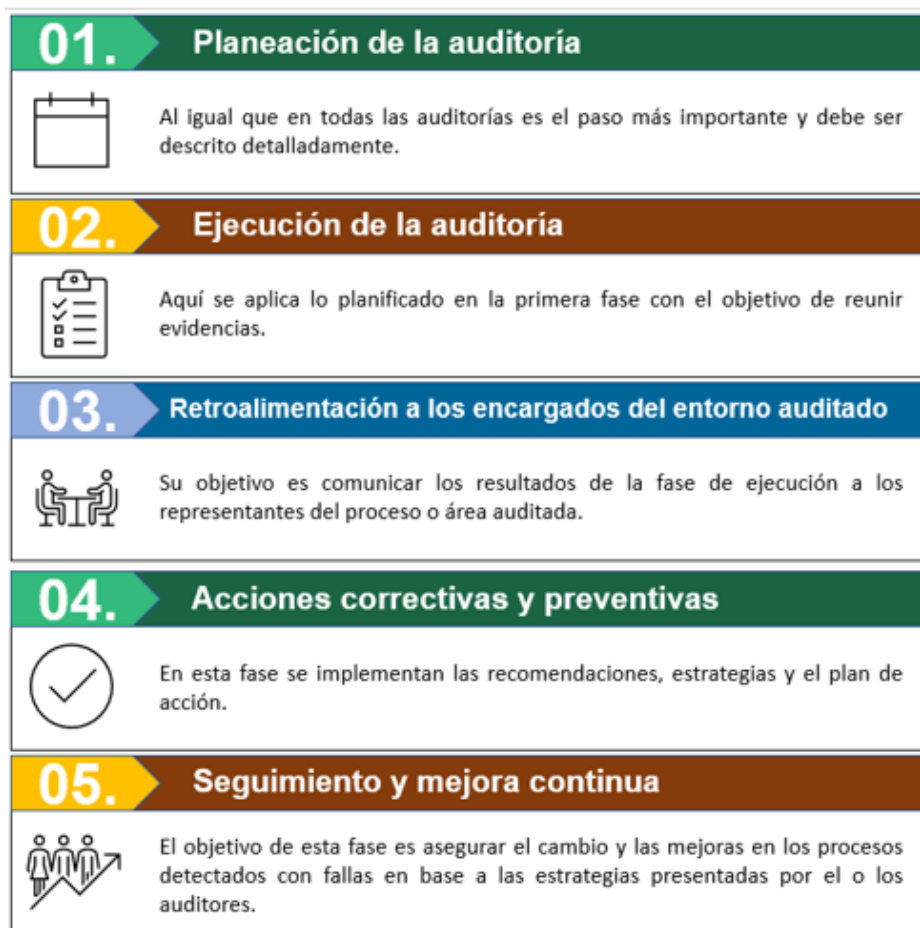 01.
Planeación de la auditoría
Al igual que en todas las auditorías es el paso más importante y debe ser
descrito detalladamente.
02.
Ejecución de la auditoría
Aquí se aplica lo planificado en la primera fase con el objetivo de reunir
evidencias.
03.
Retroalimentación a los encargados del entorno auditado
Su objetivo es comunicar los resultados de la fase de ejecución a los
representantes del proceso o área auditada.
04.
Acciones correctivas y preventivas
En esta fase se implementan las recomendaciones, estrategias y el plan de
acción.
05.
Seguimiento y mejora continua
El objetivo de esta fase es asegurar el cambio y las mejoras en los procesos
detectados con fallas en base a las estrategias presentadas por el o los
auditores.